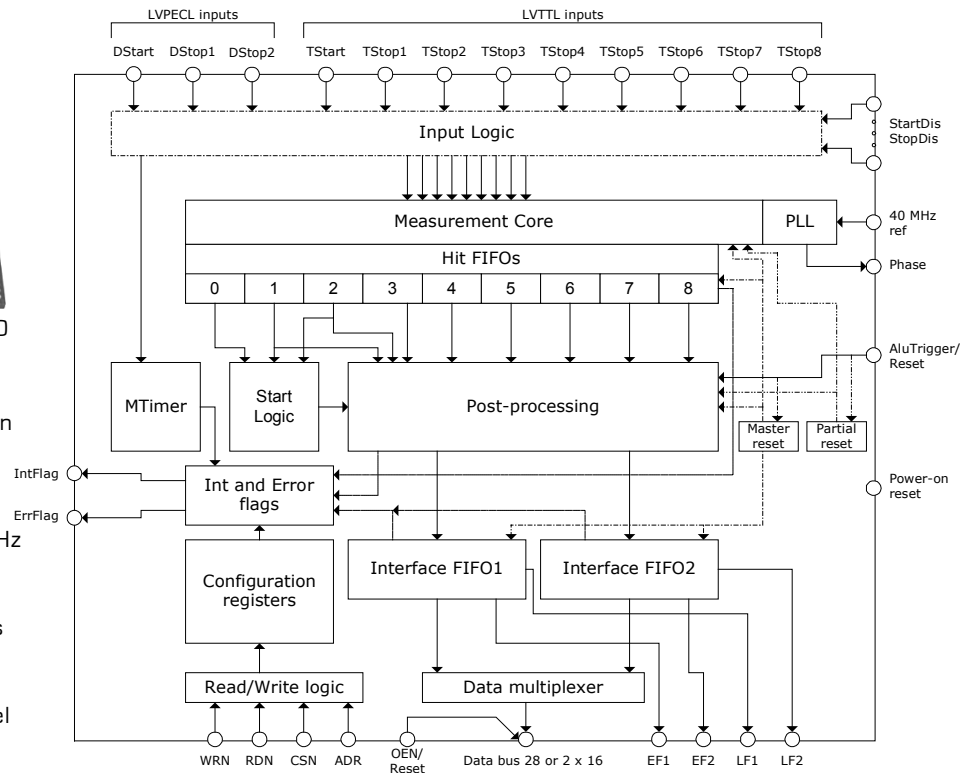 LVPECL inputs
LVTTL inputs
DStart DStop1 DStop2 TStart TStop1 TStop2 TStop3 TStop4 TStop5 TStop6 TStop7 TStop8
Input Logic
StartDis
StopDis
Measurement Core
PLL
40 MHz
ref
Hit FIFOs
Phase
0 1 2 3 4 5 6 7 8
AluTrigger/
Reset
MTimer
Start
Logic
Post-processing
Master
reset
Partial
reset
IntFlag
Int and Error
flags
Power-on
reset
ErrFlag
Hz
Configuration
registers
Interface FIFO1
Interface FIFO2
Read/Write logic
Data multiplexer
WRN RDN CSN ADR
OEN/
Reset
Data bus 28 or 2 x 16
EF1 EF2 LF1 LF2